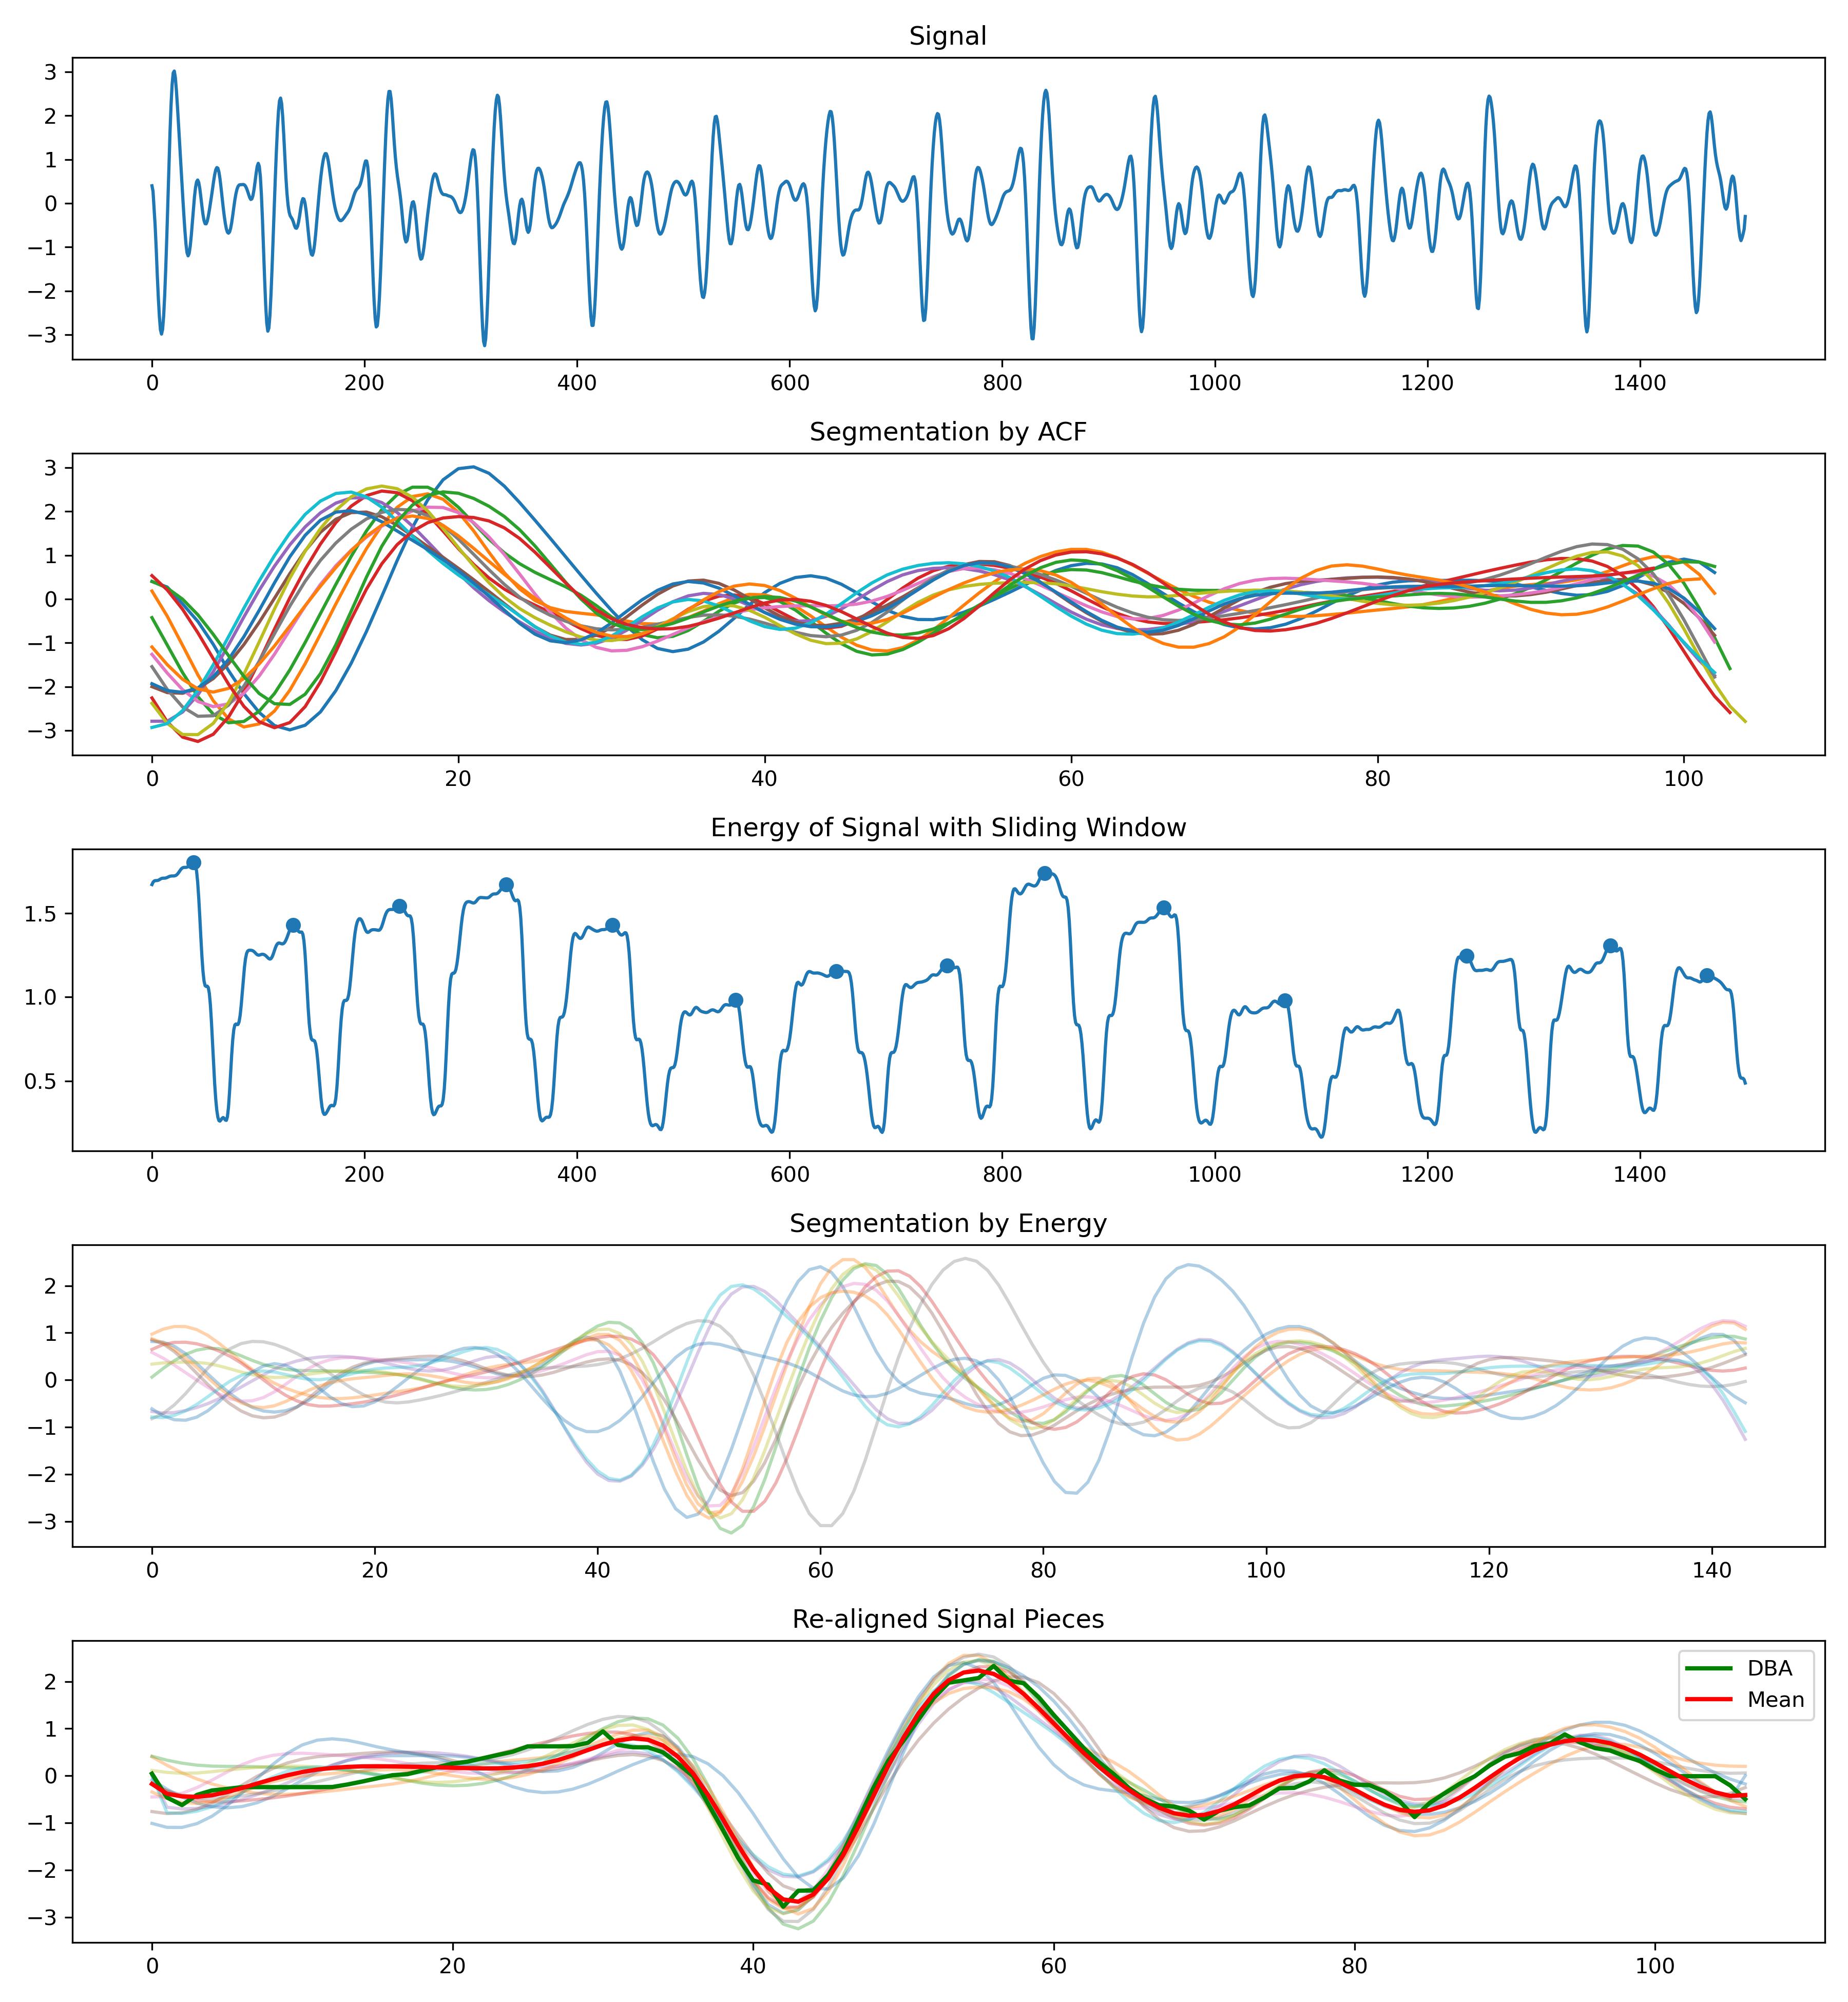 Signal
3
2
1
0
−1
−2
−3
0 200 400 600 800 1000 1200 1400
Segmentation by ACF
3
2
1
0
−1
−2
−3
0 20 40 60 80 100
Energy of Signal with Sliding Window
1.5
1.0
0.5
0 200 400 600 800 1000 1200 1400
Segmentation by Energy
2
1
0
−1
−2
−3
0 20 40 60 80 100 120 140
Re-aligned Signal Pieces
DBA
Mean
2
1
0
−1
−2
−3
0 20 40 60 80 100